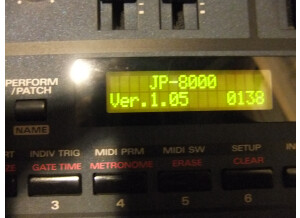 PERFORM
/PATCH
JP-8000
Ver.1.05 0138
NAME
INDIV TRIG MIDI PRM MIDI SW SETUP
GATE TIME METRONOME ERASE CLEAR
3 4 5 6